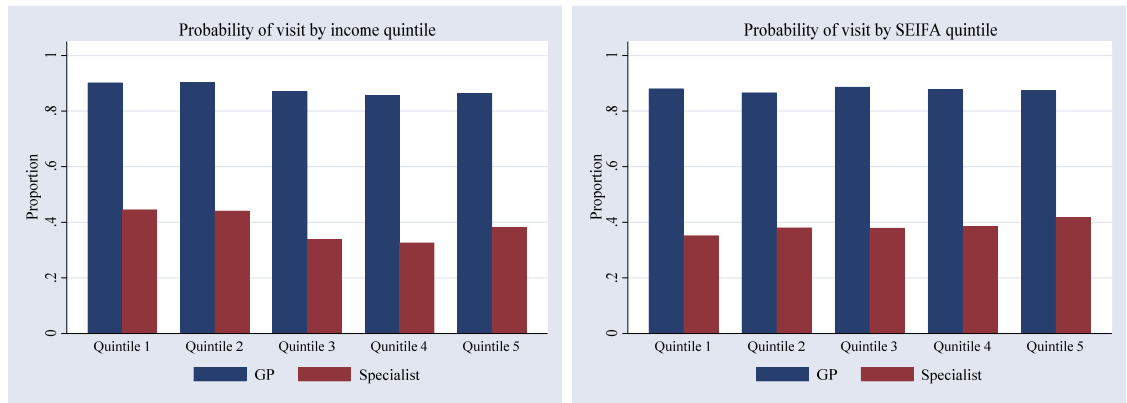 Probability of visit by income quintile
Proportion
1
.8
.6
.4
.2
0
Quintile 1 Quintile 2 Quintile 3 Qunitile 4 Quintile 5
GP Specialist
Probability of visit by SEIFA quintile
Proportion
1
.8
.6
.4
.2
0
Quintile 1 Quintile 2 Quintile 3 Qunitile 4 Quintile 5
GP Specialist